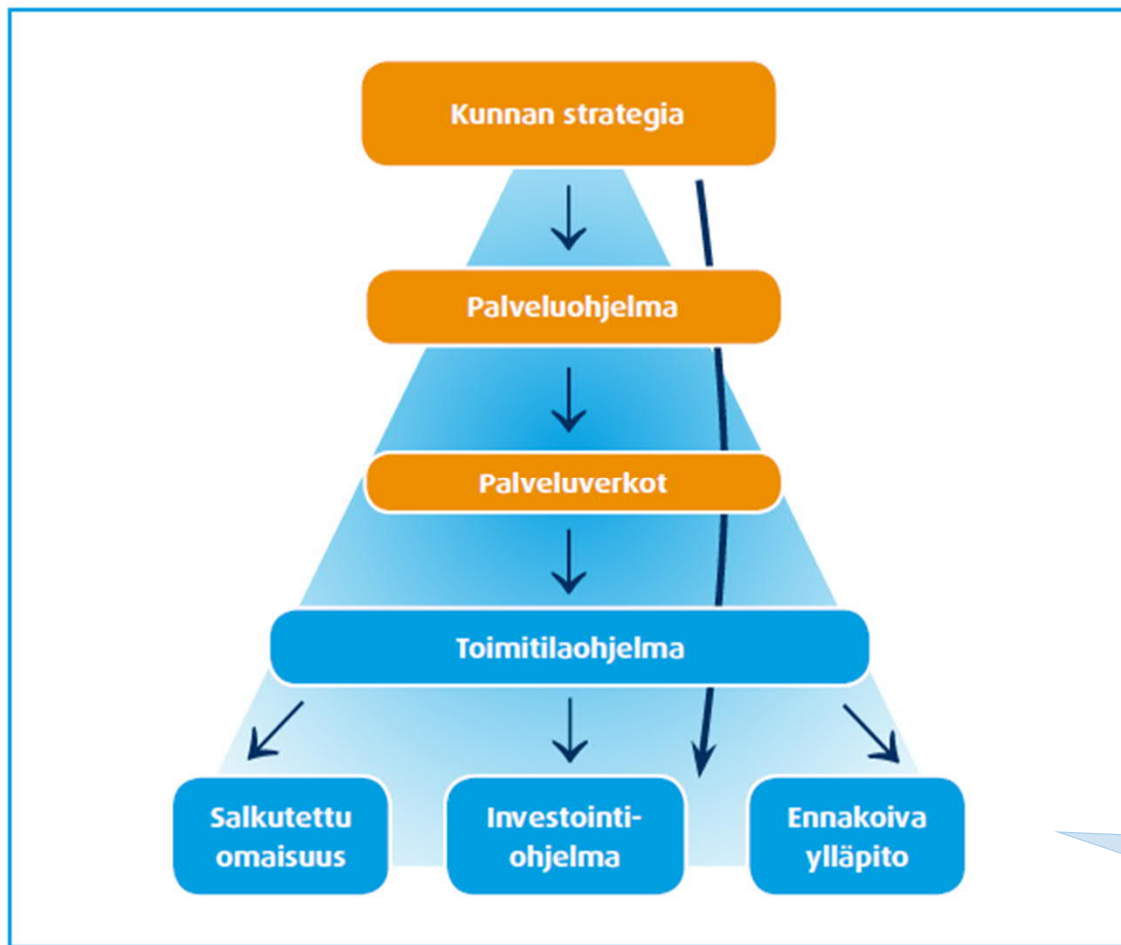 Kunnan strategia
Palveluohjelma
Palveluverkot
Toimitilaohjelma
Salkutettu
omaisuus
Investointi-
ohjelma
Ennakoiva
ylläpito